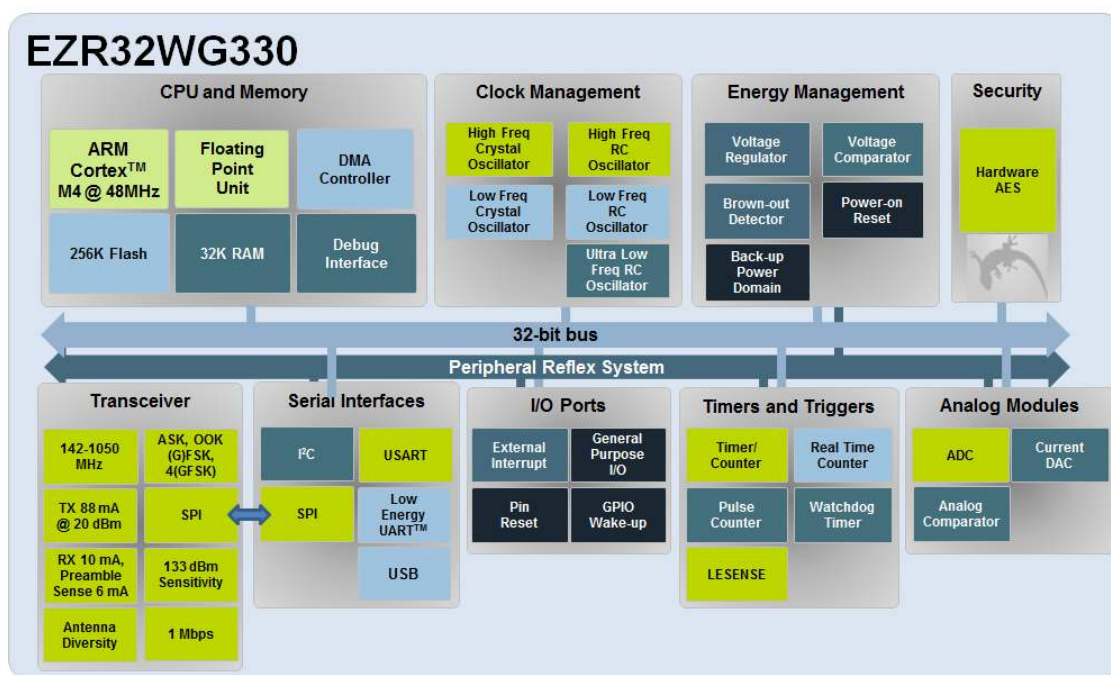 EZR32WG330
CPU and Memory
ARM
Cortex™
M4 @ 48MHz
Floating
Point
Unit
DMA
Controller
256K Flash
32K RAM
Debug
Interface
Clock Management
High Freq
Crystal
Oscillator
High Freq
RC
Oscillator
Low Freq
Crystal
Oscillator
Low Freq
RC
Oscillator
Ultra Low
Freq RC
Oscillator
Energy Management
Voltage
Regulator
Voltage
Comparator
Brown-out
Detector
Power-on
Reset
Back-up
Power
Domain
Security
Hardware
AES
32-bit bus
Peripheral Reflex System
Transceiver
142-1050
MHz
ASK, OOK
(G)FSK,
4(GFSK)
TX 88 mA
@ 20 dBm
SPI
RX 10 mA,
Preamble
Sense 6 mA
133 dBm
Sensitivity
Antenna
Diversity
1 Mbps
Serial Interfaces
I²C
USART
SPI
Low
Energy
UART™
USB
I/O Ports
External
Interrupt
General
Purpose
I/O
Pin
Reset
GPIO
Wake-up
Timers and Triggers
Timer/
Counter
Real Time
Counter
Pulse
Counter
Watchdog
Timer
LESENSE
Analog Modules
ADC
Current
DAC
Analog
Comparator